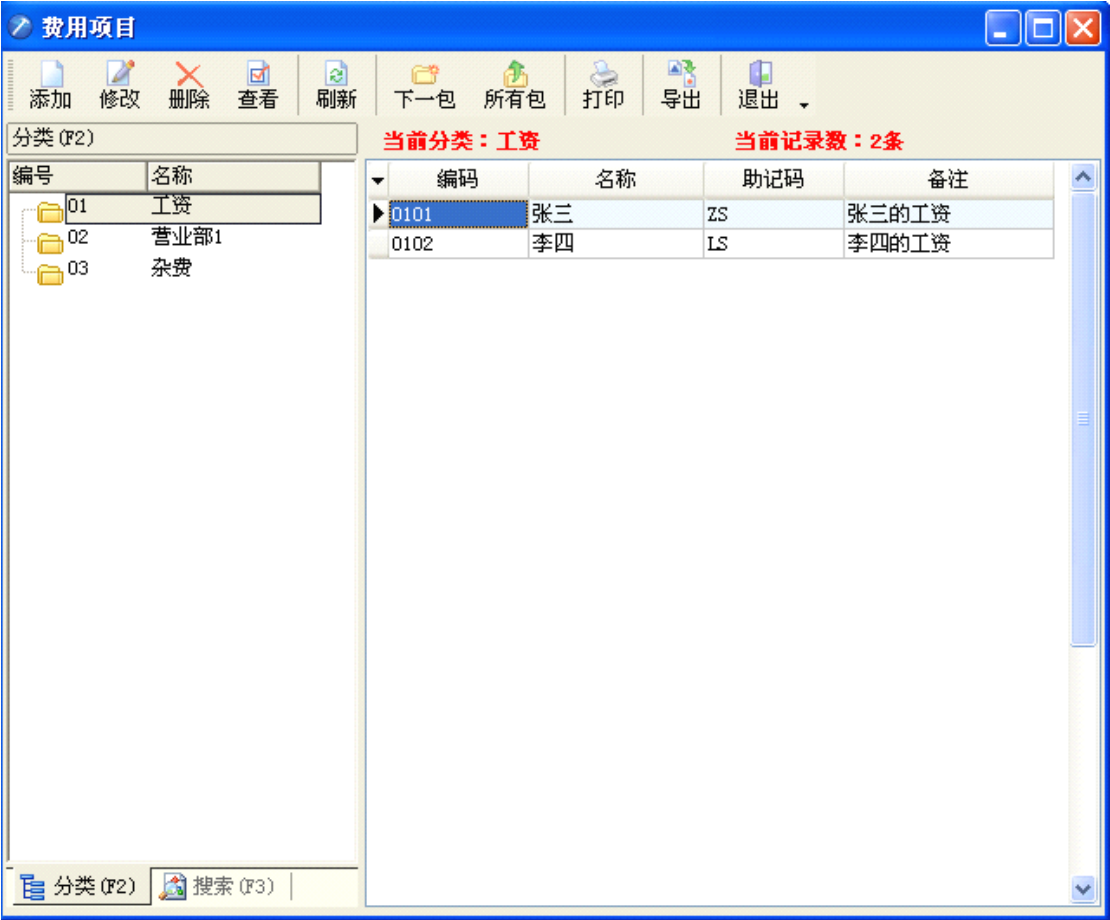 费用项目
添加 修改 删除 查看 刷新 下一包 所有包 打印 导出 退出
分类(F2) 当前分类：工资 当前记录数：2条
编号 名称 编码 名称 助记码 备注
01 工资 0101 张三 ZS 张三的工资
02 营业部1 0102 李四 LS 李四的工资
03 杂费
分类(F2) 搜索(F3)